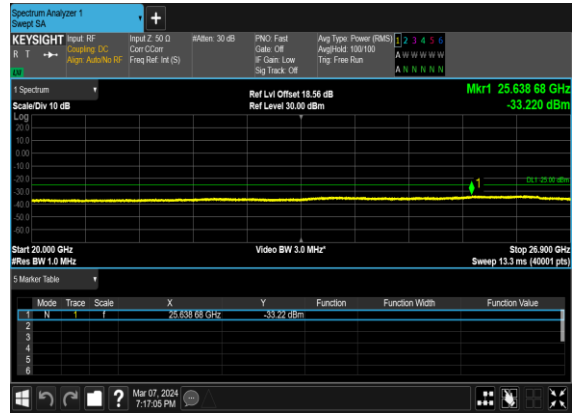 Spectrum Analyzer 1
Swept SA
KEYSIGHT
R T
LW
Input: RF
Coupling: DC
Align: Auto/No RF
Input Z: 50 Ω
Corr CCorr
Freq Ref: Int (S)
#Atten: 30 dB
PNO: Fast
Gate: Off
IF Gain: Low
Sig Track: Off
Avg Type: Power (RMS)
Avg|Hold: 100/100
Trig: Free Run
1 2 3 4 5 6
A W W W W W
A N N N N N
1 Spectrum
Scale/Div 10 dB
Ref Lvl Offset 18.56 dB
Ref Level 30.00 dBm
Mkr1 25.638 68 GHz
-33.220 dBm
Log
20.0
10.0
0.00
-10.0
-20.0
-30.0
-40.0
-50.0
-60.0
1
DL1 -25.00 dBm
Start 20.000 GHz
#Res BW 1.0 MHz
Video BW 3.0 MHz*
Stop 26.900 GHz
Sweep 13.3 ms (40001 pts)
5 Marker Table
Mode Trace Scale X Y Function Function Width Function Value
1 N 1 f 25.638 68 GHz -33.22 dBm
2
3
4
5
6
?
Mar 07, 2024
7:17:05 PM